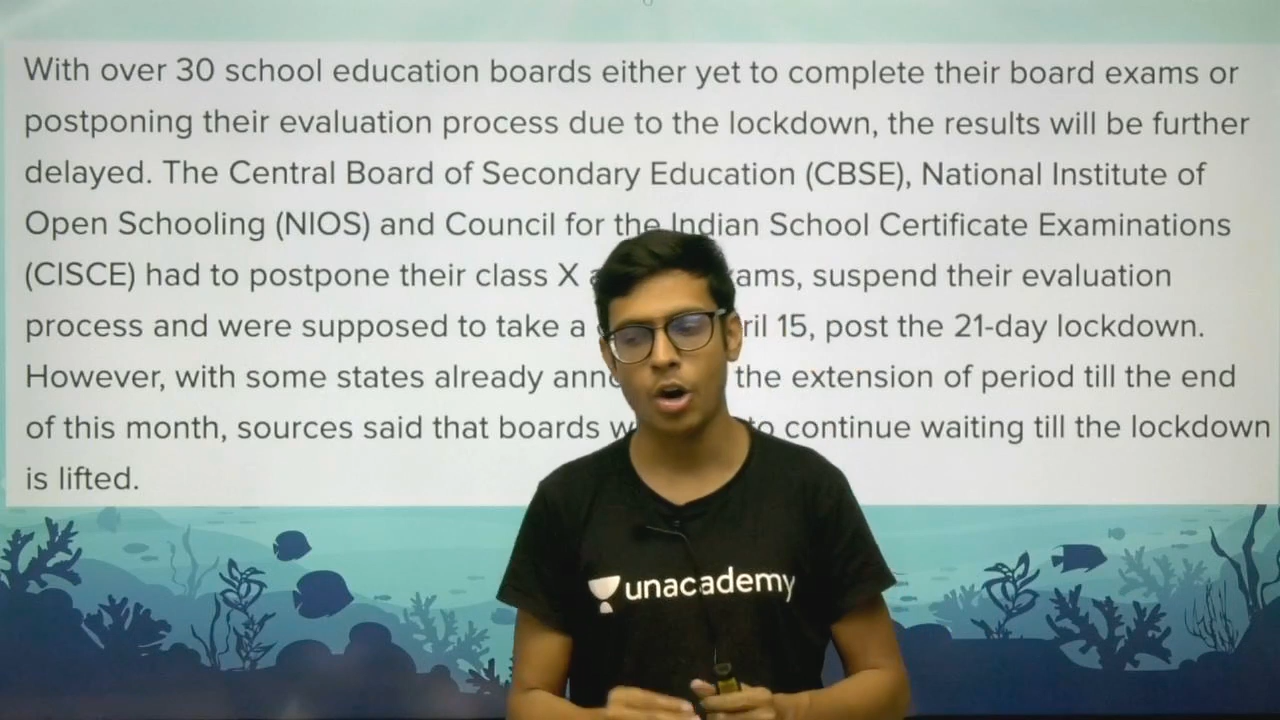 With over 30 school education boards either yet to complete their board exams or
postponing their evaluation process due to the lockdown, the results will be further
delayed. The Central Board of Secondary Education (CBSE), National Institute of
Open Schooling (NIOS) and Council for the Indian School Certificate Examinations
(CISCE) had to postpone their class X suspend their evaluation
process and were supposed to take a 15, post the 21-day lockdown.
However, with some states already the extension of period till the end
of this month, sources said that boards to continue waiting till the lockdown
is lifted.
unacademy